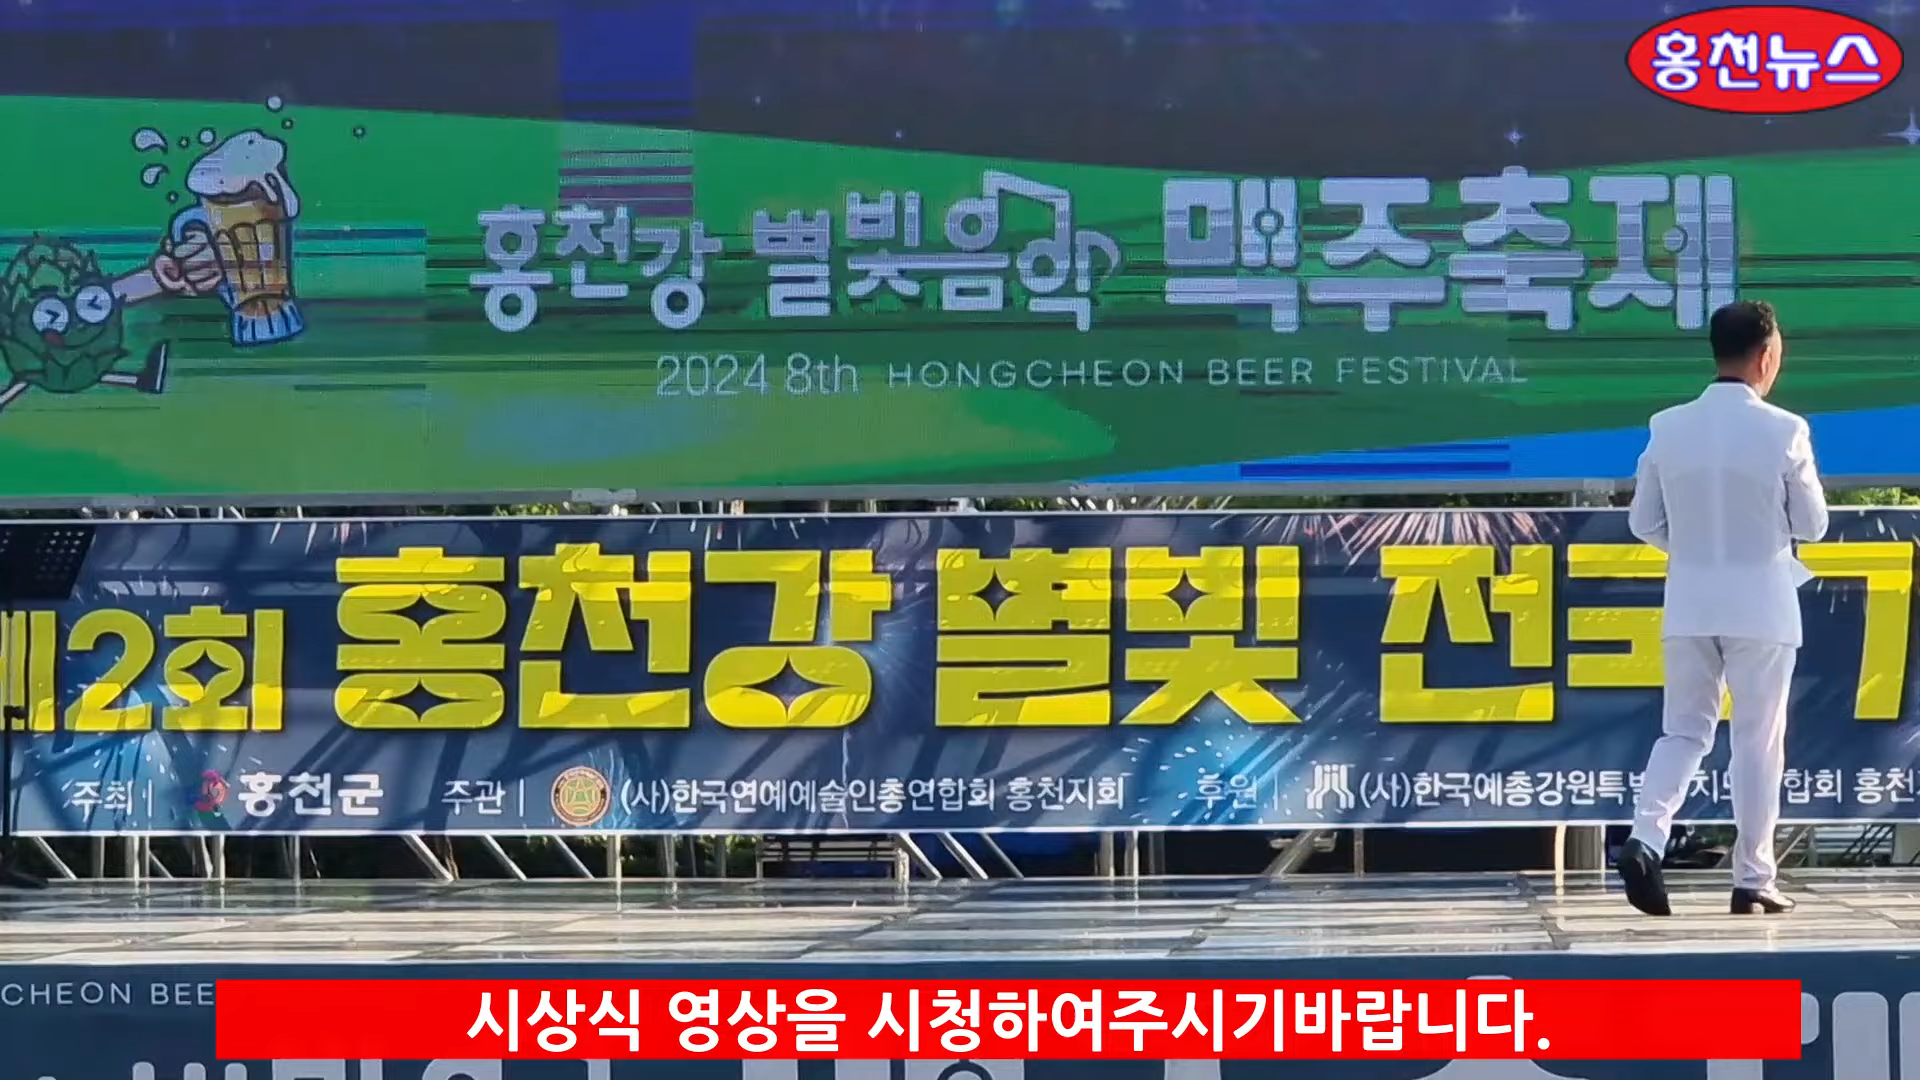 홍천뉴스
홍천강 별빛음악 맥주축제
2024 8th HONGCHEON BEER FESTIVAL
제2회 홍천강 별빛 전국
주최 | 홍천군 주관 | (사)한국연예예술인총연합회 홍천지회 후원 | (사)한국예총강원특별 홍천
CHEON BEE
시상식 영상을 시청하여주시기바랍니다.